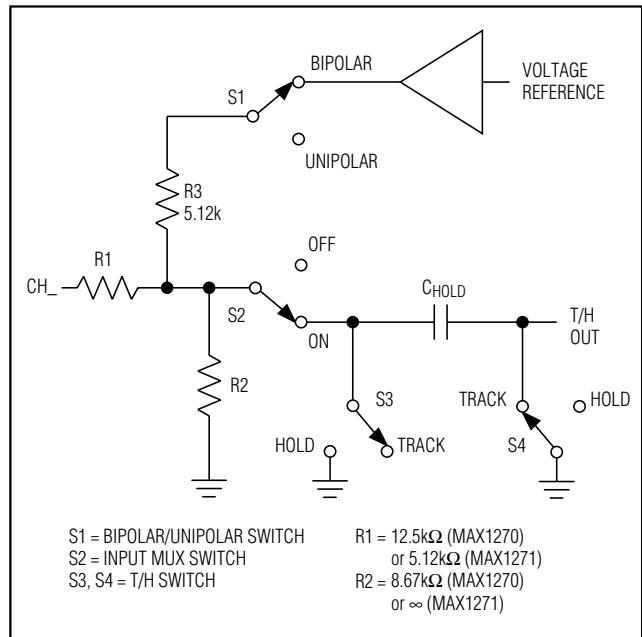 BIPOLAR
VOLTAGE
REFERENCE
S1
UNIPOLAR
R3
5.12k
OFF
R1
CH_
CHOLD
S2
ON
T/H
OUT
R2
S3
TRACK
HOLD
HOLD
TRACK
S4
S1 = BIPOLAR/UNIPOLAR SWITCH
S2 = INPUT MUX SWITCH
S3, S4 = T/H SWITCH
R1 = 12.5kΩ (MAX1270)
or 5.12kΩ (MAX1271)
R2 = 8.67kΩ (MAX1270)
or ∞ (MAX1271)